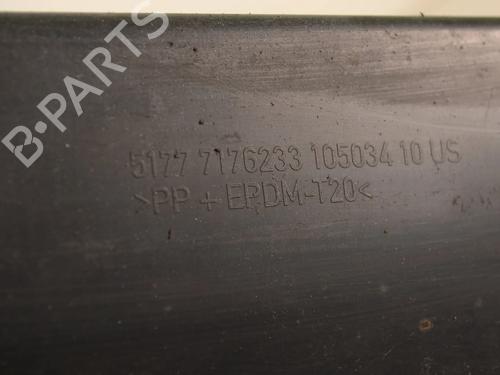 B-PARTS
5177 7176233 105034 10 US
>PP + EPDM-T20<